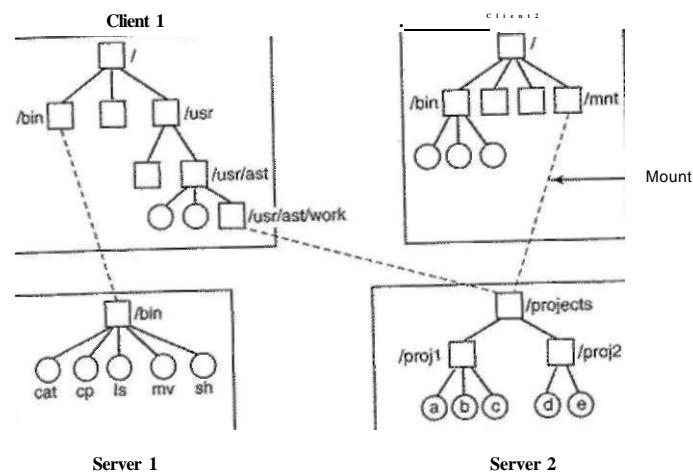 Client 1
Client 2
/
/bin
/usr
/usr/ast
/usr/ast/work
/
/bin
/mnt
Mount
/bin
cat cp ls mv sh
/projects
/proj1
/proj2
a b c d e
Server 1
Server 2